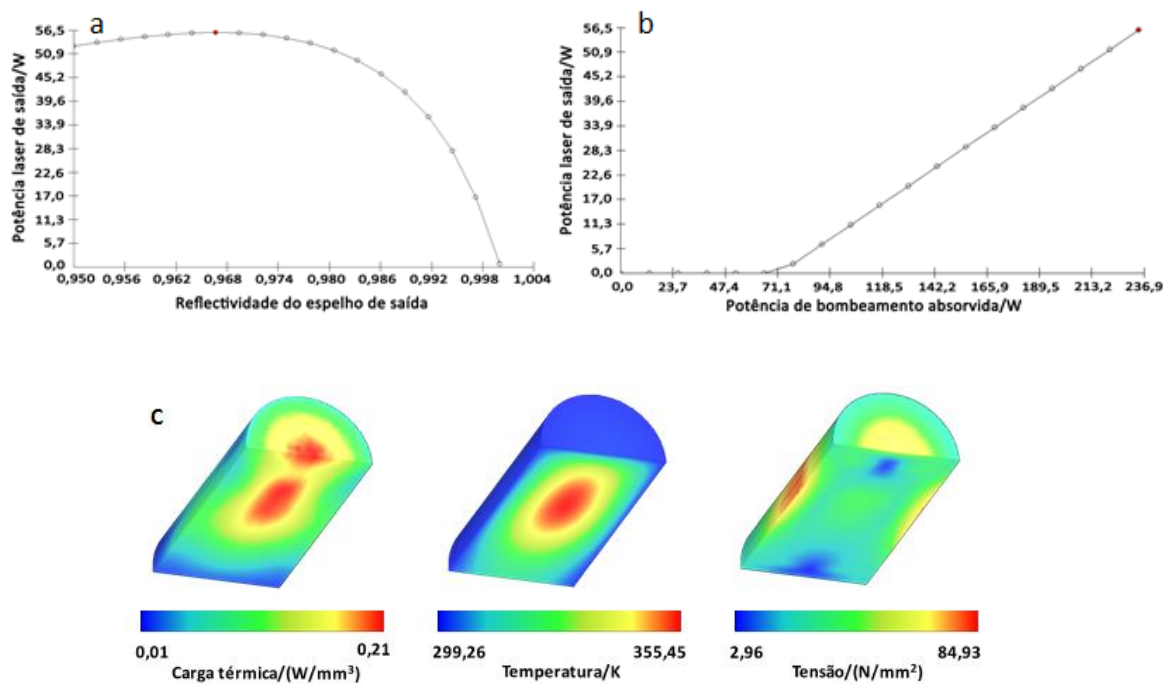 a
Potência laser de saída/W
56,5
50,9
45,2
39,6
33,9
28,3
22,6
17,0
11,3
5,7
0,0
0,950 0,956 0,962 0,968 0,974 0,980 0,986 0,992 0,998 1,004
Reflectividade do espelho de saída
b
Potência laser de saída/W
56,5
50,9
45,2
39,6
33,9
28,3
22,6
17,0
11,3
5,7
0,0
0,0 23,7 47,4 71,1 94,8 118,5 142,2 165,9 189,5 213,2 236,9
Potência de bombeamento absorvida/W
c
0,01 0,21
Carga térmica/(W/mm³)
299,26 355,45
Temperatura/K
2,96 84,93
Tensão/(N/mm²)